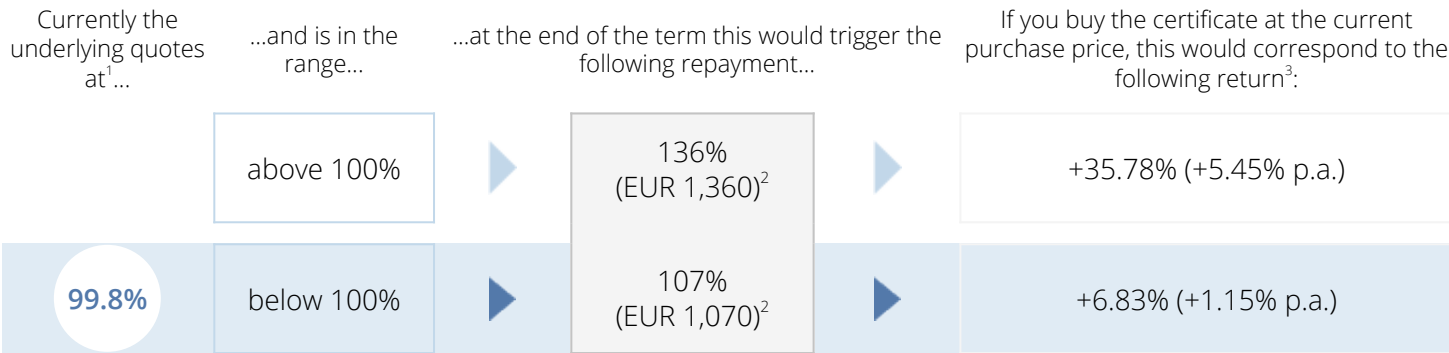 Currently the
underlying quotes
at¹...
...and is in the
range...
...at the end of the term this would trigger the
following repayment...
If you buy the certificate at the current
purchase price, this would correspond to the
following return³:
above 100%
136%
(EUR 1,360)²
+35.78% (+5.45% p.a.)
99.8%
below 100%
107%
(EUR 1,070)²
+6.83% (+1.15% p.a.)